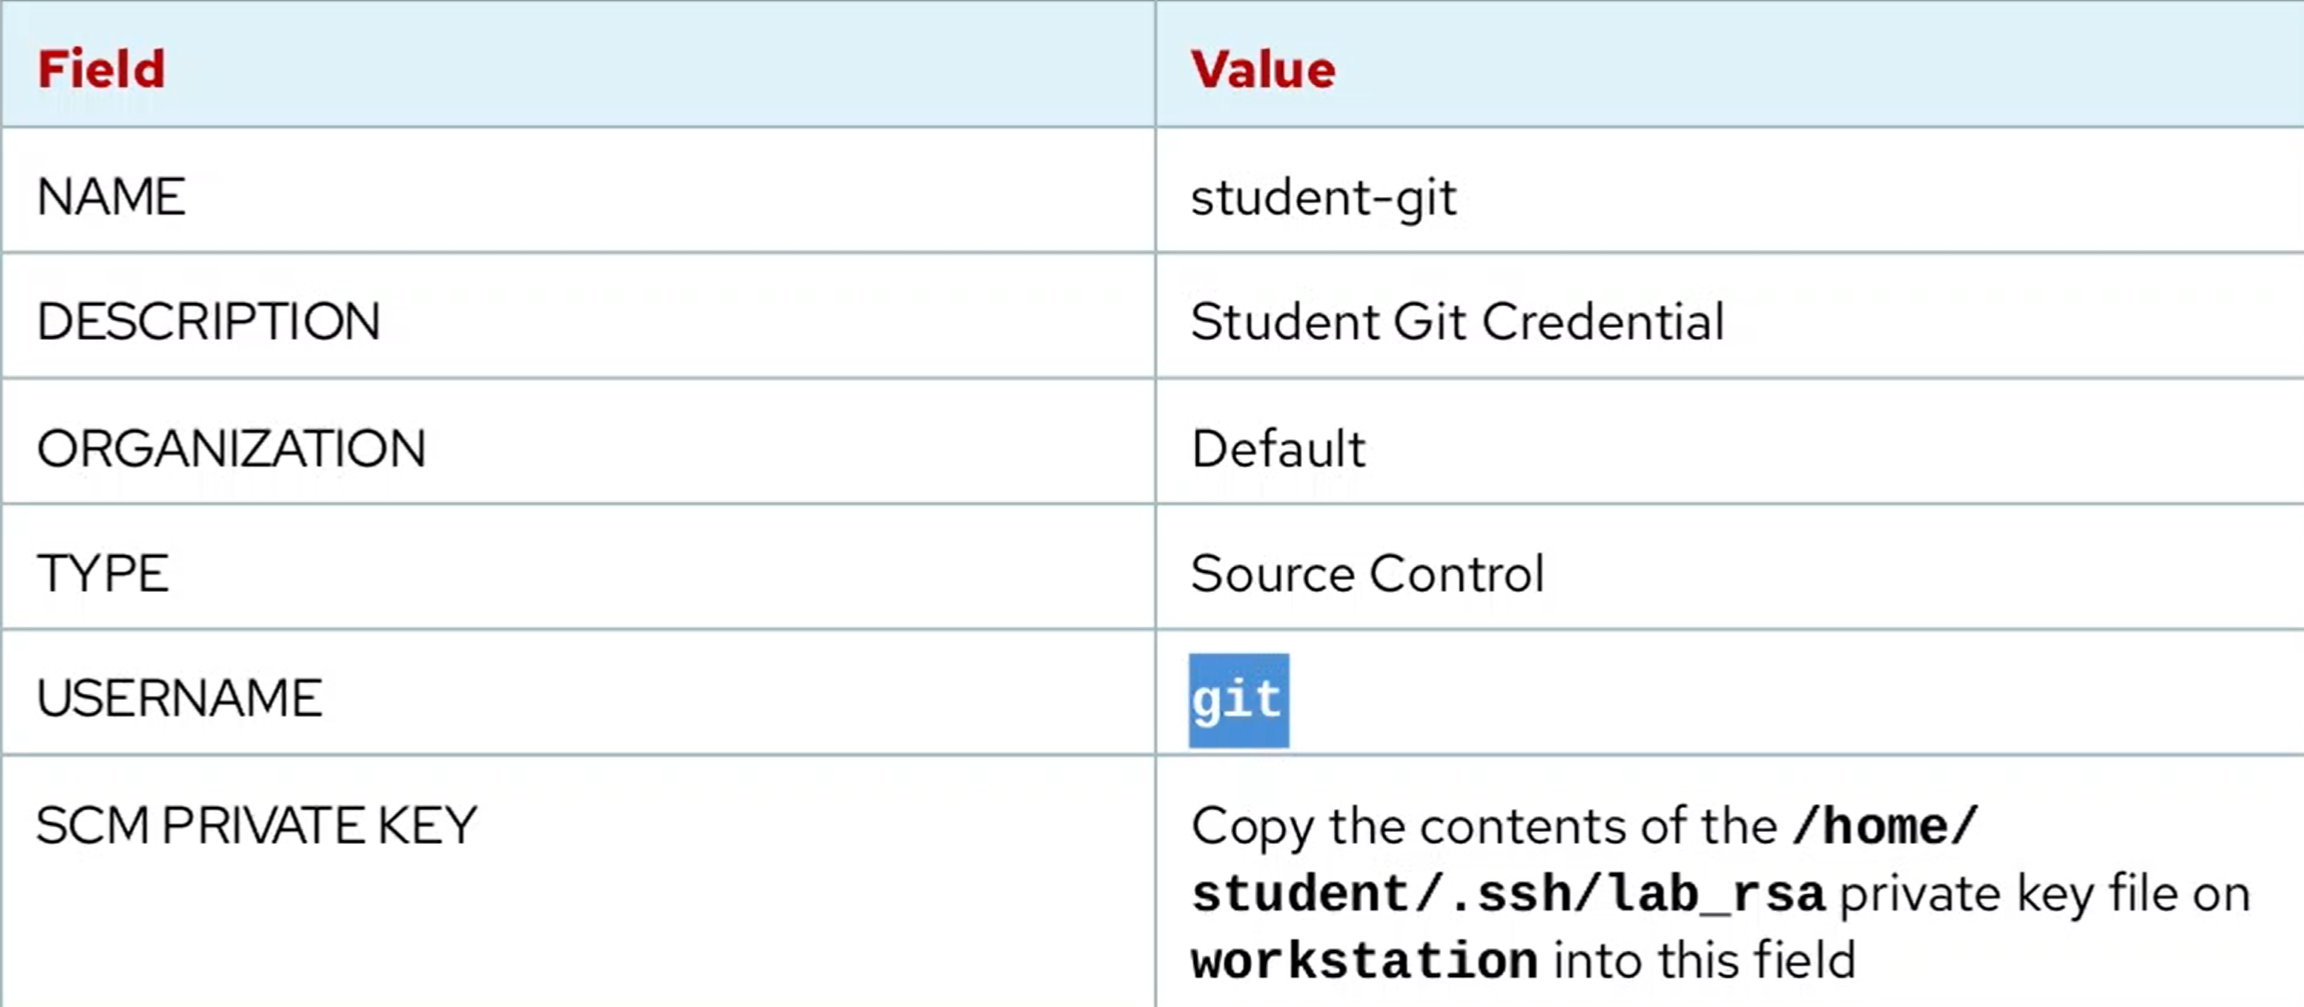 Field Value
NAME student-git
DESCRIPTION Student Git Credential
ORGANIZATION Default
TYPE Source Control
USERNAME git
SCM PRIVATE KEY Copy the contents of the /home/
student/.ssh/lab_rsa private key file on
workstation into this field